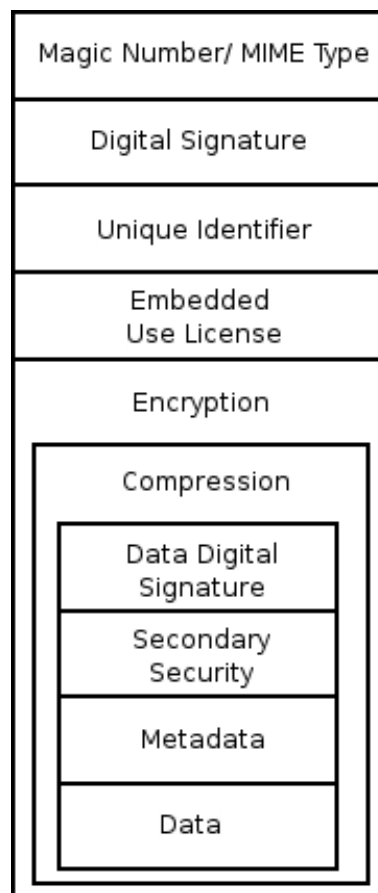 Magic Number/ MIME Type
Digital Signature
Unique Identifier
Embedded
Use License
Encryption
Compression
Data Digital
Signature
Secondary
Security
Metadata
Data